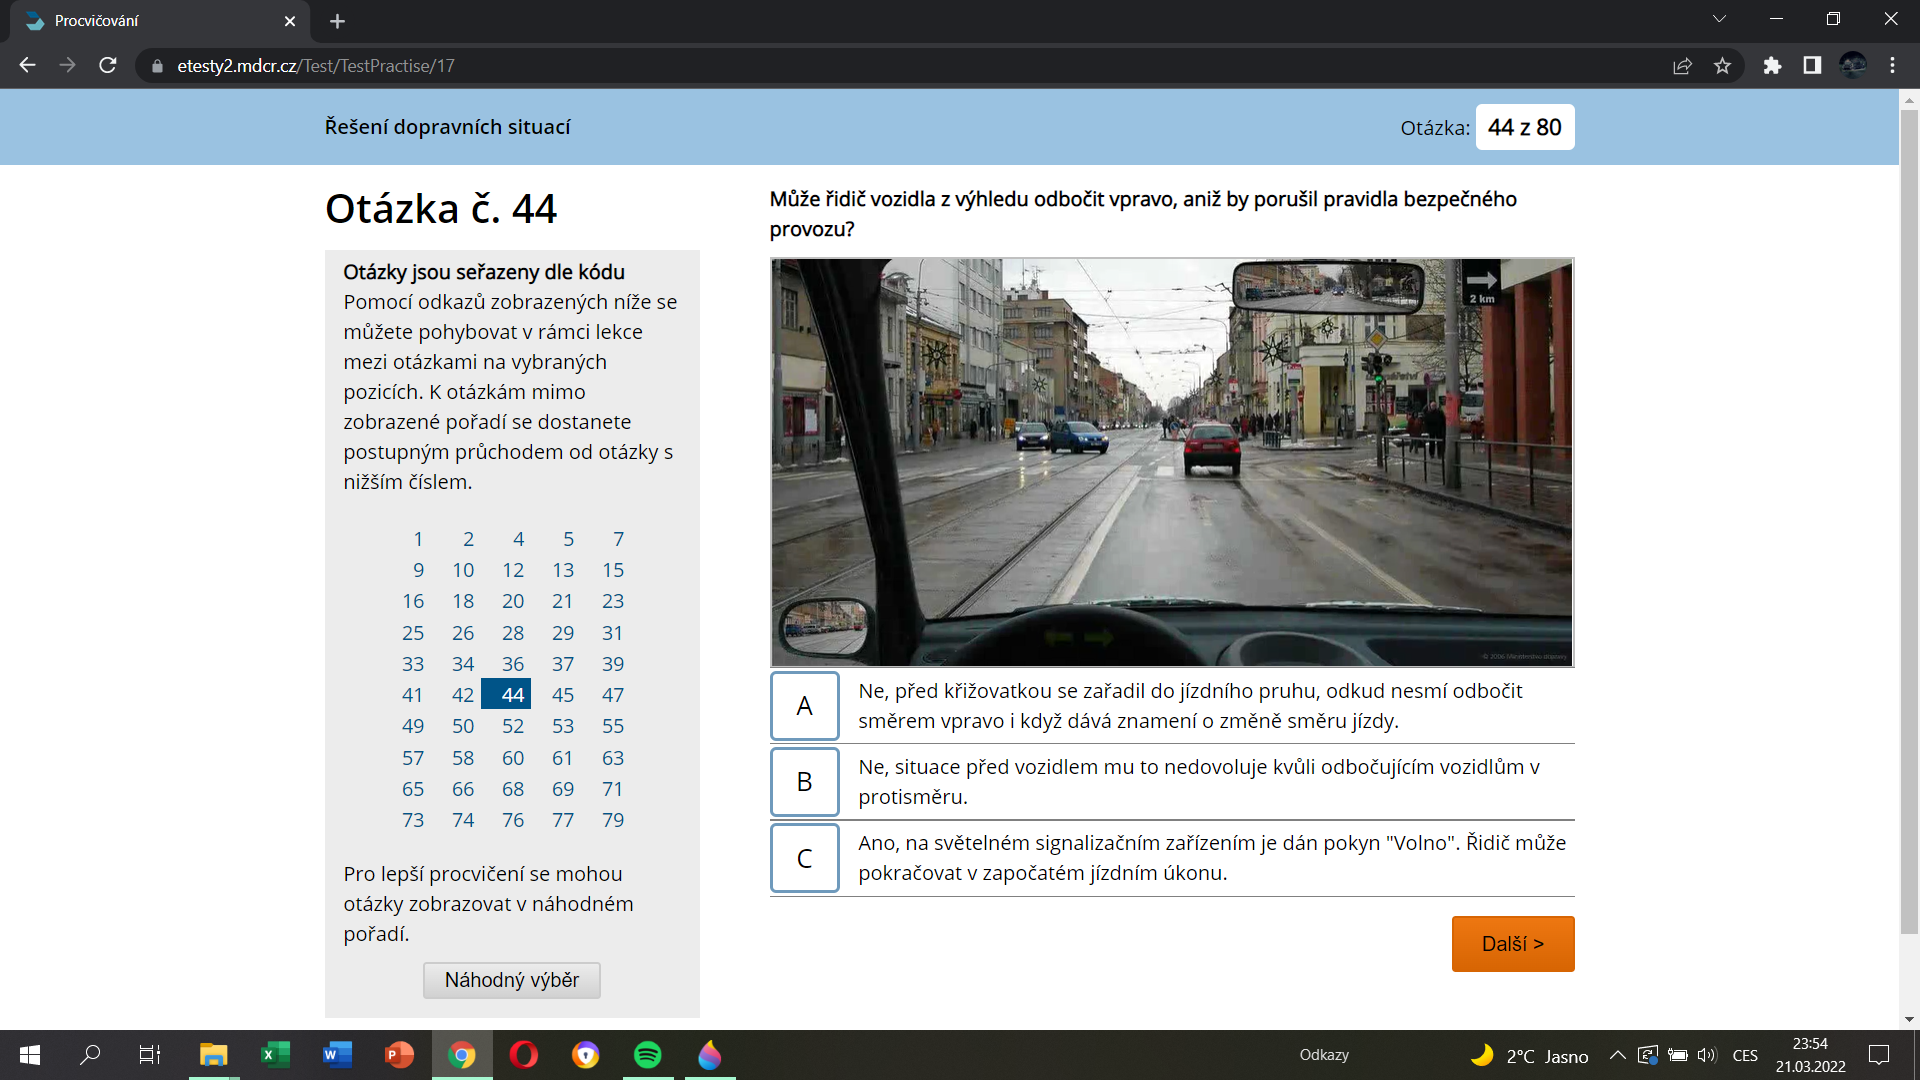 Procvičování
etesty2.mdcr.cz/Test/TestPractise/17
Řešení dopravních situací
Otázka: 44 z 80
Otázka č. 44
Otázky jsou seřazeny dle kódu
Pomocí odkazů zobrazených níže se
můžete pohybovat v rámci lekce
mezi otázkami na vybraných
pozicích. K otázkám mimo
zobrazené pořadí se dostanete
postupným průchodem od otázky s
nižším číslem.
1 2 4 5 7
9 10 12 13 15
16 18 20 21 23
25 26 28 29 31
33 34 36 37 39
41 42 44 45 47
49 50 52 53 55
57 58 60 61 63
65 66 68 69 71
73 74 76 77 79
Pro lepší procvičení se mohou
otázky zobrazovat v náhodném
pořadí.
Náhodný výběr
Může řidič vozidla z výhledu odbočit vpravo, aniž by porušil pravidla bezpečného
provozu?
2 km
A
Ne, před křižovatkou se zařadil do jízdního pruhu, odkud nesmí odbočit
směrem vpravo i když dává znamení o změně směru jízdy.
B
Ne, situace před vozidlem mu to nedovoluje kvůli odbočujícím vozidlům v
protisměru.
C
Ano, na světelném signalizačním zařízením je dán pokyn "Volno". Řidič může
pokračovat v započatém jízdním úkonu.
Další >
Odkazy
2°C Jasno
CES
23:54
21.03.2022